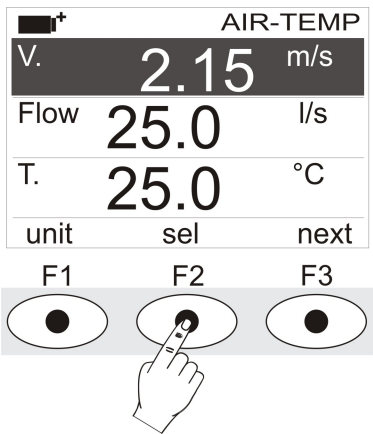 AIR-TEMP
V. 2.15 m/s
Flow 25.0 l/s
T. 25.0 °C
unit sel next
F1 F2 F3